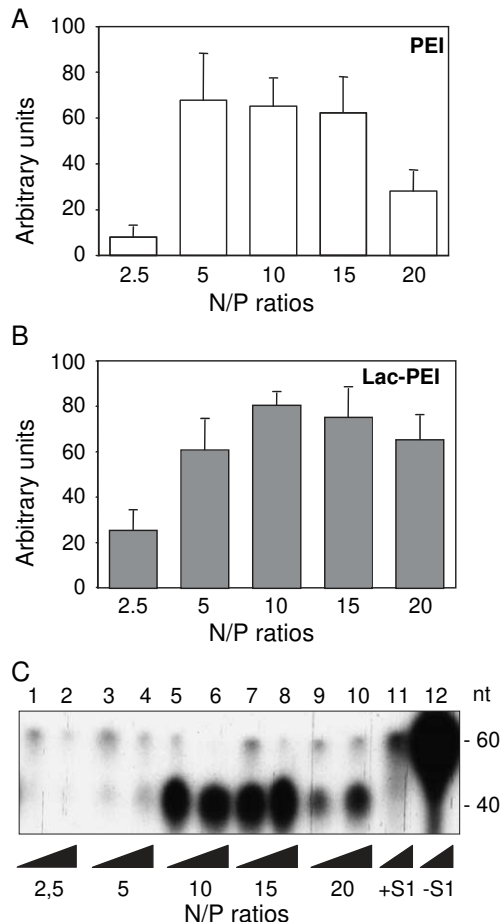 A
PEI
100
80
60
40
20
0
Arbitrary units
2.5 5 10 15 20
N/P ratios
B
Lac-PEI
100
80
60
40
20
0
Arbitrary units
2.5 5 10 15 20
N/P ratios
C
1 2 3 4 5 6 7 8 9 10 11 12 nt
- 60
- 40
2,5 5 10 15 20 +S1 -S1
N/P ratios